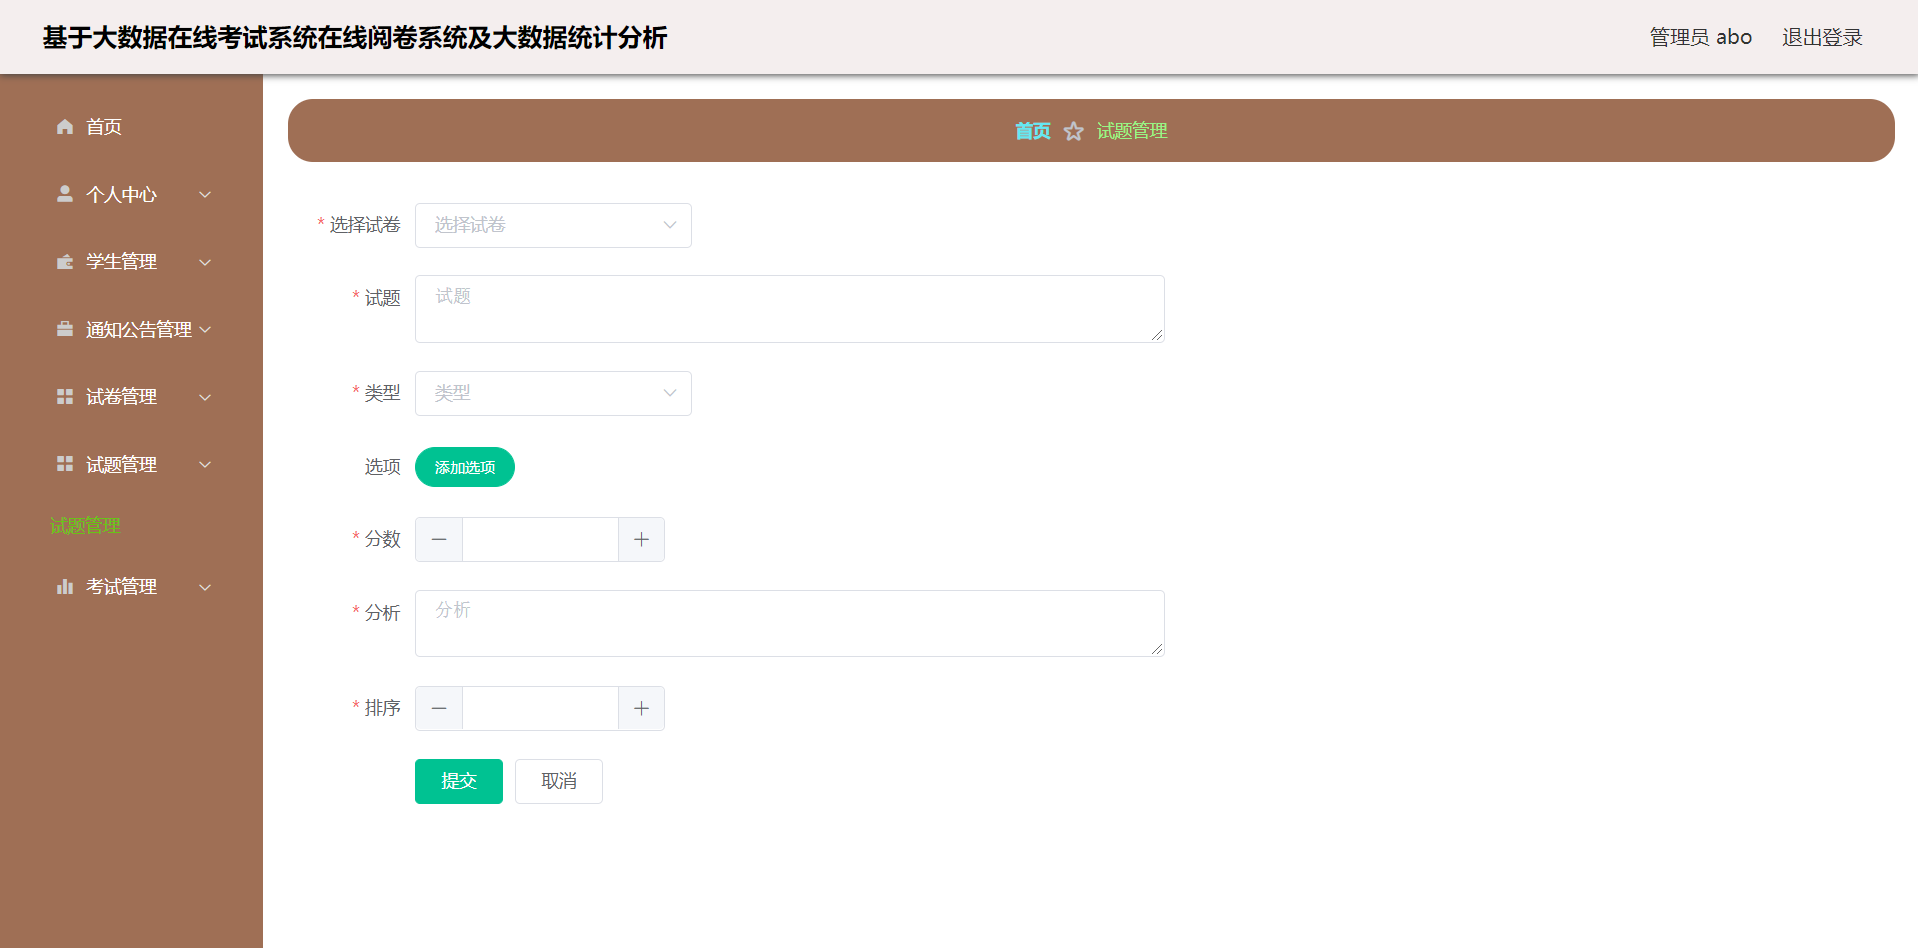 基于大数据在线考试系统在线阅卷系统及大数据统计分析
管理员 abo
退出登录
首页
个人中心
学生管理
通知公告管理
试卷管理
试题管理
试题管理
考试管理
首页 试题管理
* 选择试卷 选择试卷
* 试题 试题
* 类型 类型
选项 添加选项
* 分数
* 分析 分析
* 排序
提交 取消